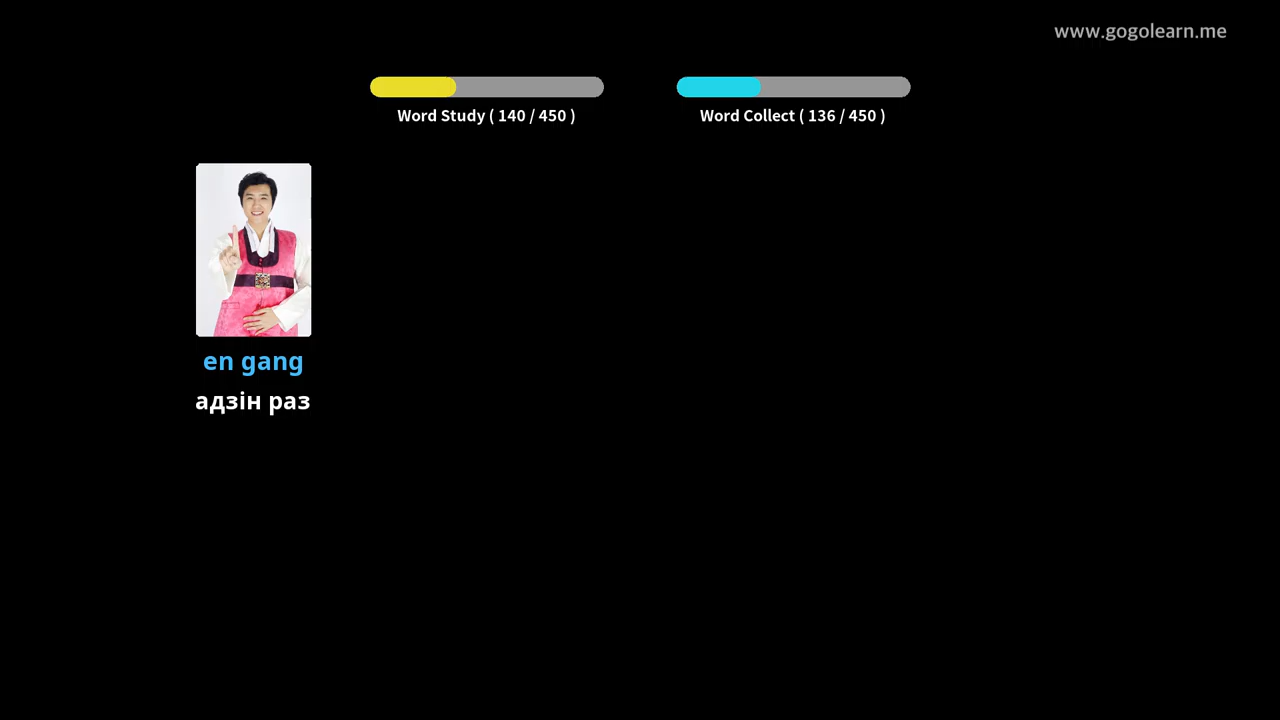 www.gogolearn.me
Word Study ( 140 / 450 )
Word Collect ( 136 / 450 )
en gang
адзін раз